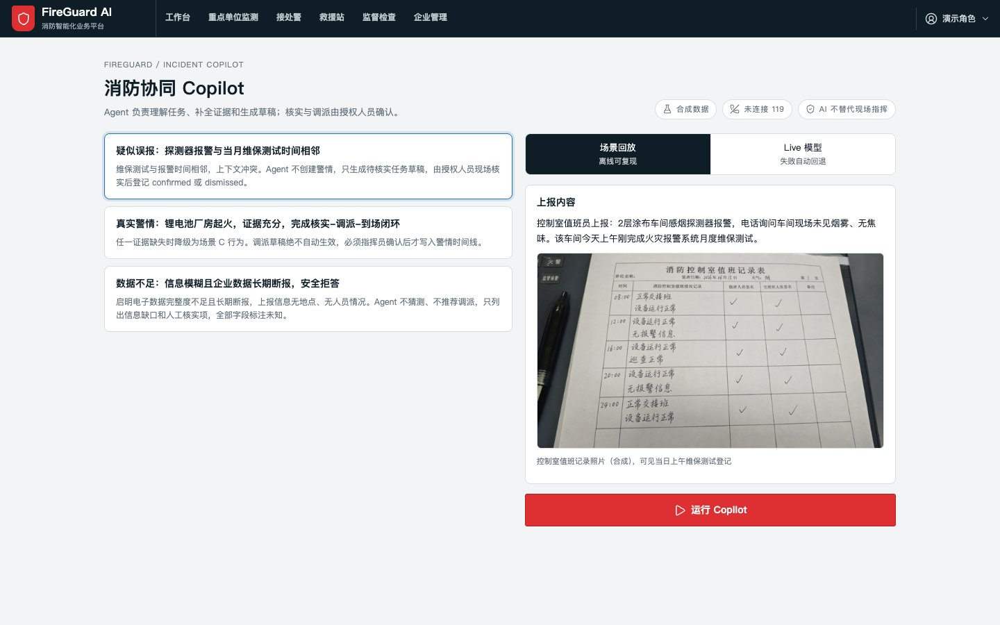 FireGuard AI
消防智能化业务平台
工作台
重点单位监测
接处警
救援站
监督检查
企业管理
演示角色
FIREGUARD / INCIDENT COPILOT
消防协同 Copilot
Agent 负责理解任务、补全证据和生成草稿；核实与调派由授权人员确认。
合成数据
未连接 119
AI 不替代现场指挥
疑似误报：探测器报警与当月维保测试时间相邻
维保测试与报警时间相邻，上下文冲突。Agent 不创建警情，只生成待核实任务草稿，由授权人员现场核
实后登记 confirmed 或 dismissed。
真实警情：锂电池厂房起火，证据充分，完成核实-调派-到场闭环
任一证据缺失时降级为场景 C 行为。调派草稿绝不自动生效，必须指挥员确认后才写入警情时间线。
数据不足：信息模糊且企业数据长期断报，安全拒答
启明电子数据完整度不足且长期断报，上报信息无地点、无人员情况。Agent 不猜测、不推荐调派，只列
出信息缺口和人工核实项，全部字段标注未知。
场景回放
离线可复现
Live 模型
失败自动回退
上报内容
控制室值班员上报：2层涂布车间感烟探测器报警，电话询问车间现场未见烟雾、无焦
味。该车间今天上午刚完成火灾报警系统月度维保测试。
火警
消防控制室值班记录表
单位名称：
值班日期：2026年06月15日
天气：阴
第 1 页
时间
消防控制室值班情况记录
值班人员签名
交接班人员签名
备注
08:00 正常交接班
设备运行正常
12:00 设备运行正常
无报警信息
16:00 设备运行正常
巡查正常
20:00 设备运行正常
无报警信息
24:00 正常交接班
设备运行正常
控制室值班记录照片（合成），可见当日上午维保测试登记
运行 Copilot